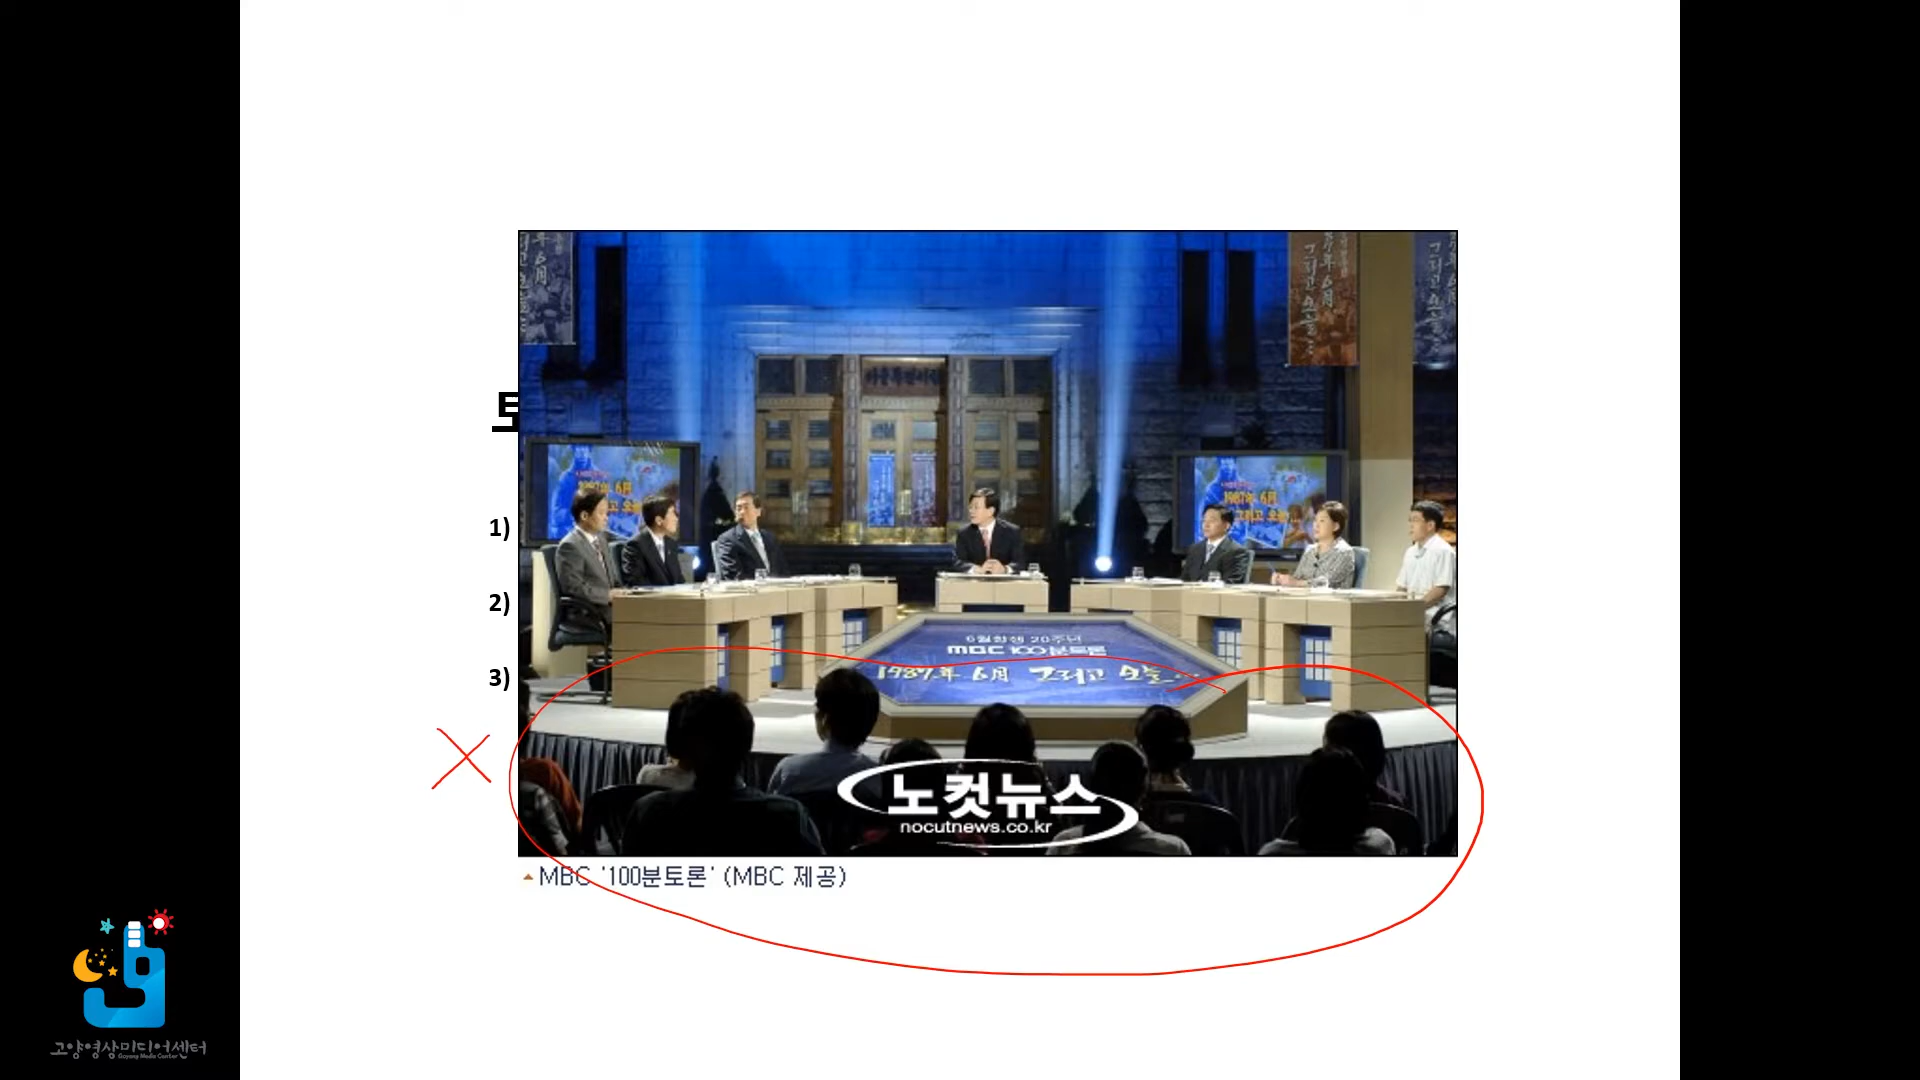 토
1)
2)
3)
1987年 6月
1987年 6月
그리고 오늘...
6월항쟁 20주년
MBC 100분토론
1987年 6月 그리고 오늘...
노컷뉴스
nocutnews.co.kr
MBC '100분토론' (MBC 제공)
고양영상미디어센터
Goyang Media Center